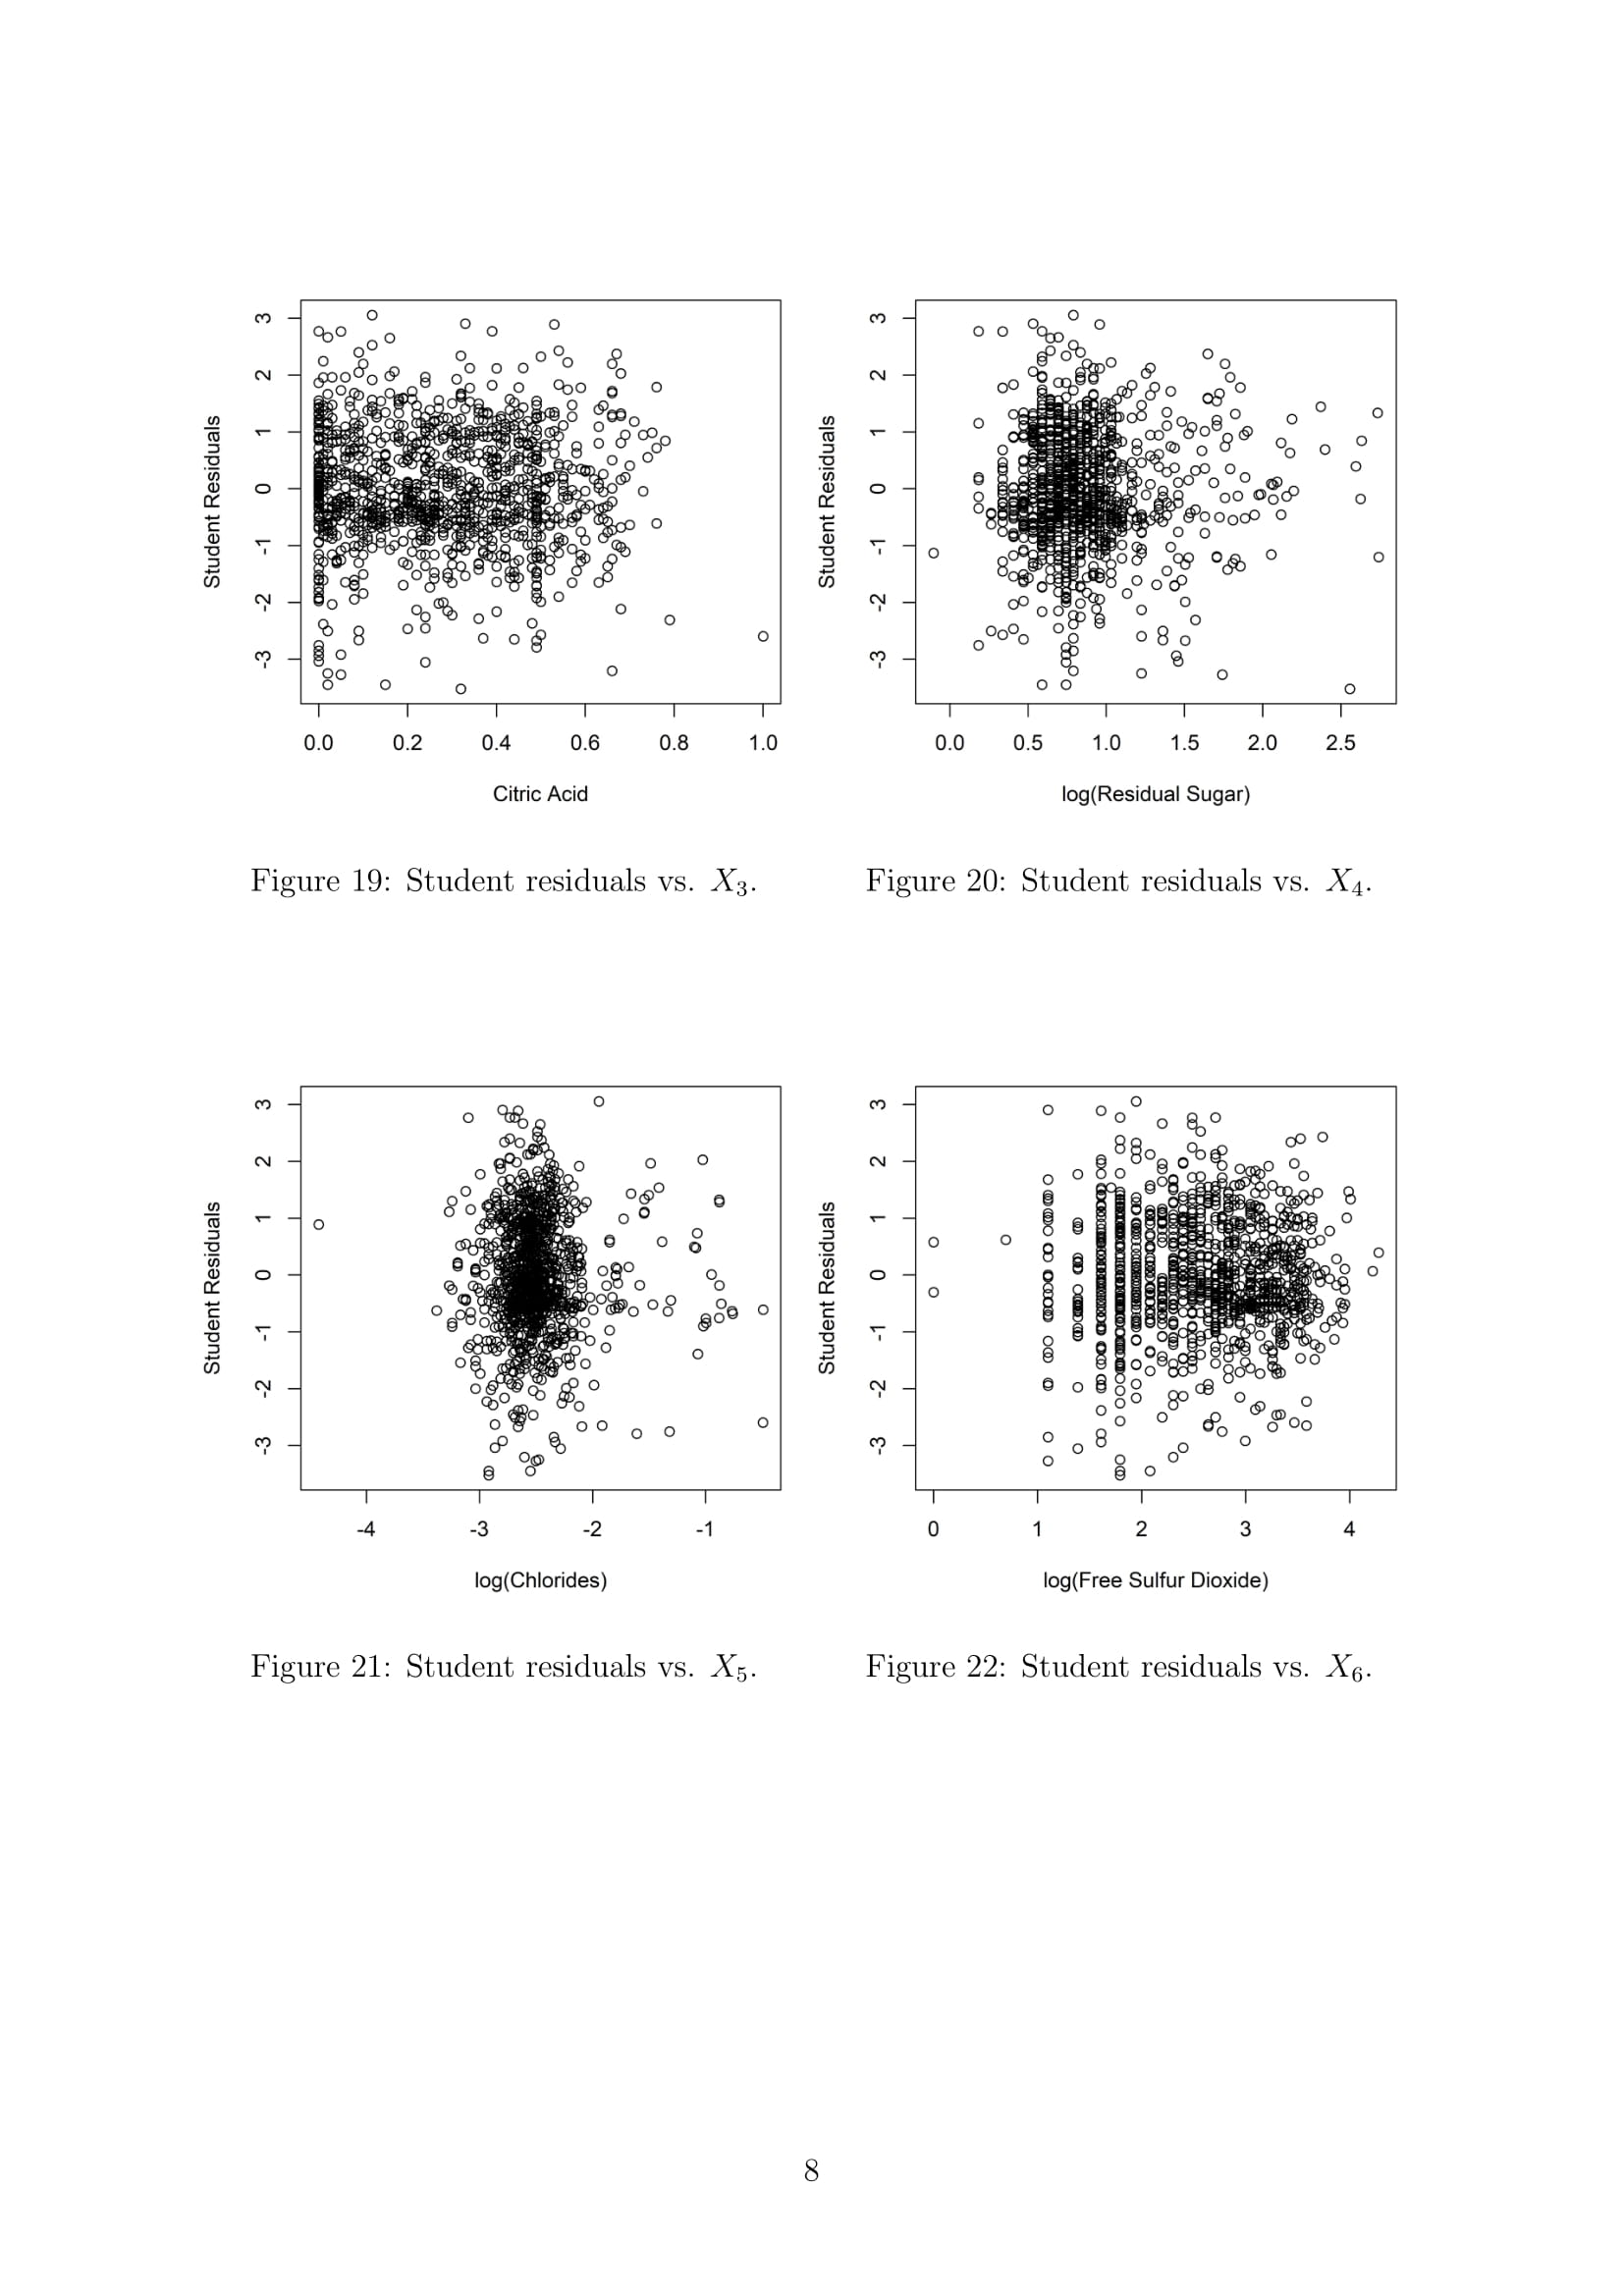 3
2
1
0
-1
-2
-3
Student Residuals
0.0 0.2 0.4 0.6 0.8 1.0
Citric Acid
Figure 19: Student residuals vs. X₃.
3
2
1
0
-1
-2
-3
Student Residuals
0.0 0.5 1.0 1.5 2.0 2.5
log(Residual Sugar)
Figure 20: Student residuals vs. X₄.
3
2
1
0
-1
-2
-3
Student Residuals
-4 -3 -2 -1
log(Chlorides)
Figure 21: Student residuals vs. X₅.
3
2
1
0
-1
-2
-3
Student Residuals
0 1 2 3 4
log(Free Sulfur Dioxide)
Figure 22: Student residuals vs. X₆.
8